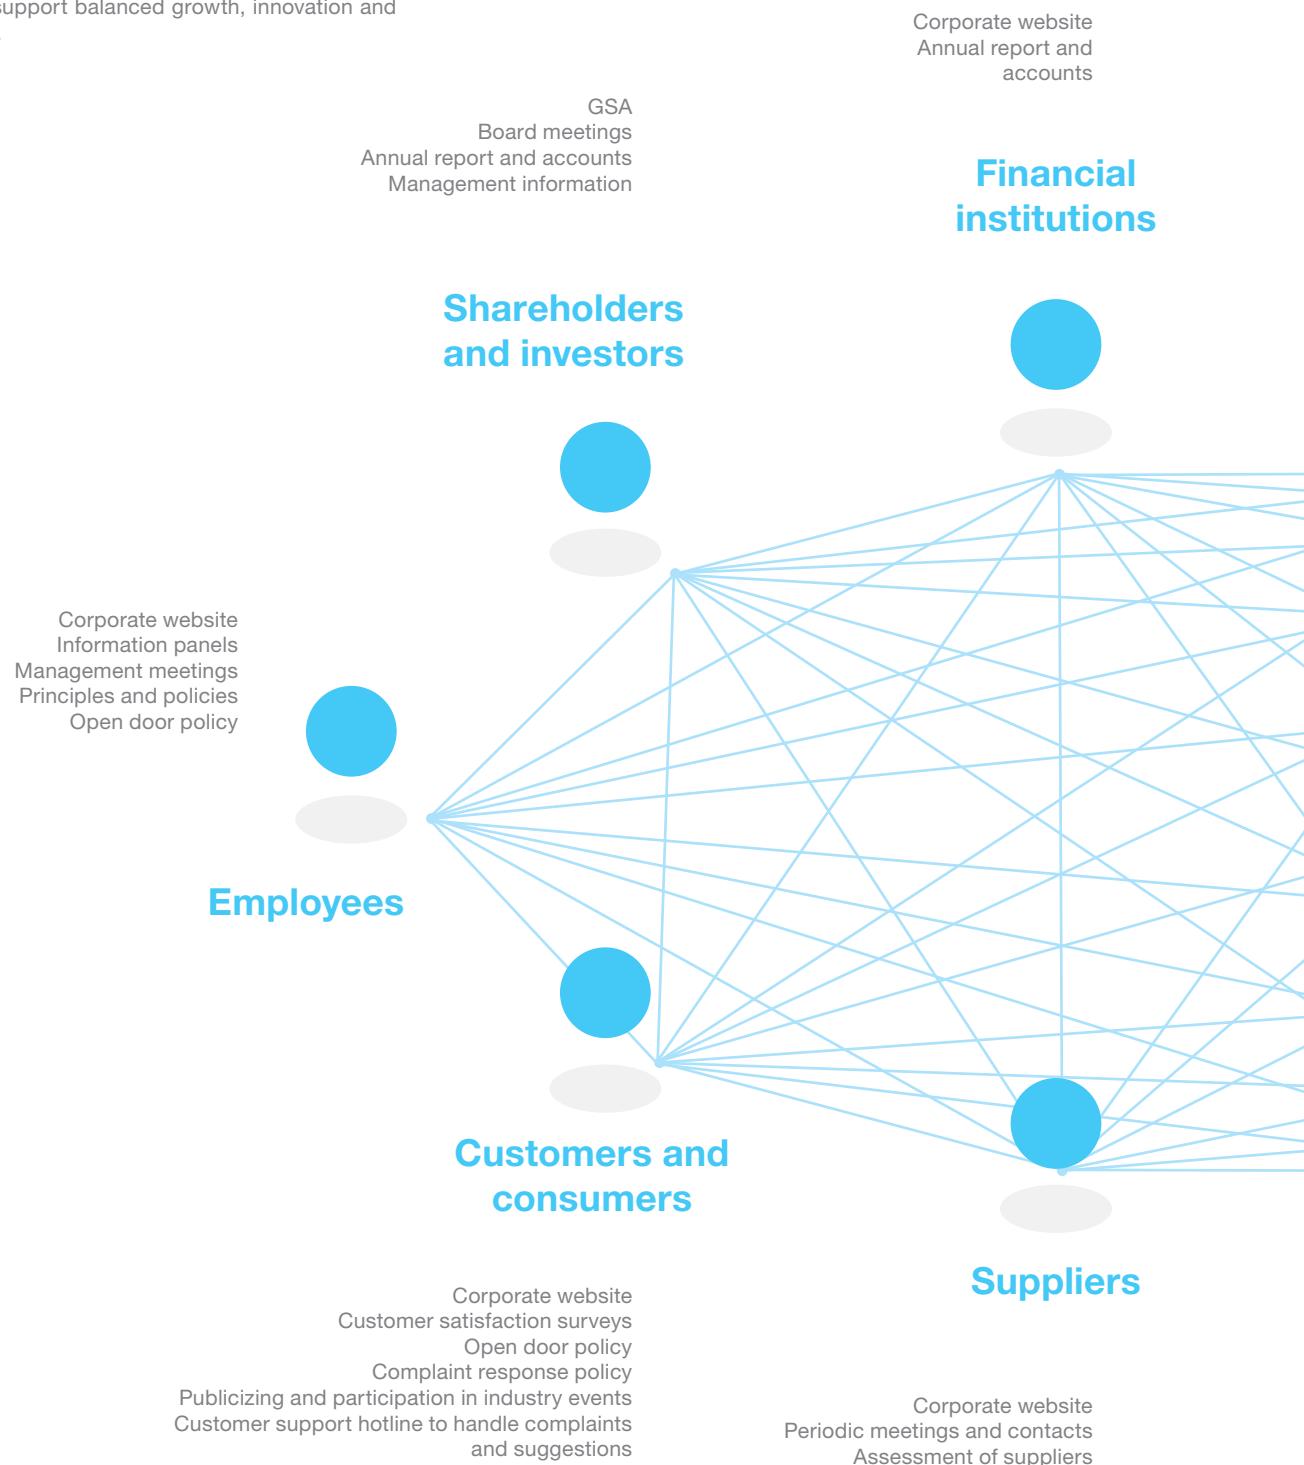 support balanced growth, innovation and
Corporate website
Annual report and
accounts
GSA
Board meetings
Annual report and accounts
Management information
Financial
institutions
Shareholders
and investors
Corporate website
Information panels
Management meetings
Principles and policies
Open door policy
Employees
Customers and
consumers
Suppliers
Corporate website
Customer satisfaction surveys
Open door policy
Complaint response policy
Publicizing and participation in industry events
Customer support hotline to handle complaints
and suggestions
Corporate website
Periodic meetings and contacts
Assessment of suppliers